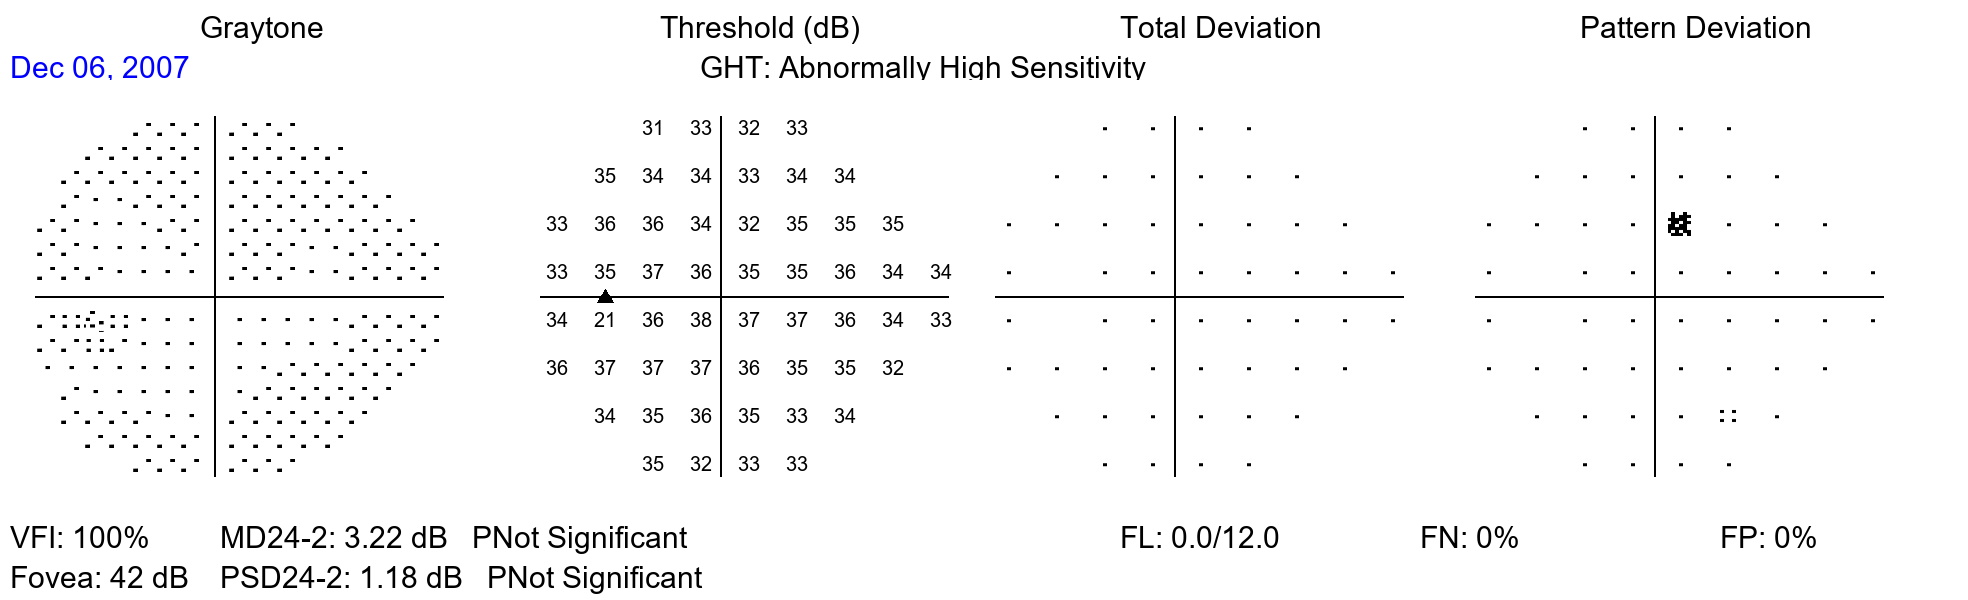 Graytone Threshold (dB) Total Deviation Pattern Deviation
Dec 06, 2007 GHT: Abnormally High Sensitivity
31 33 32 33
35 34 34 33 34 34
33 36 36 34 32 35 35 35
33 35 37 36 35 35 36 34 34
34 21 36 38 37 37 36 34 33
36 37 37 37 36 35 35 32
34 35 36 35 33 34
35 32 33 33
VFI: 100% MD24-2: 3.22 dB PNot Significant FL: 0.0/12.0 FN: 0% FP: 0%
Fovea: 42 dB PSD24-2: 1.18 dB PNot Significant